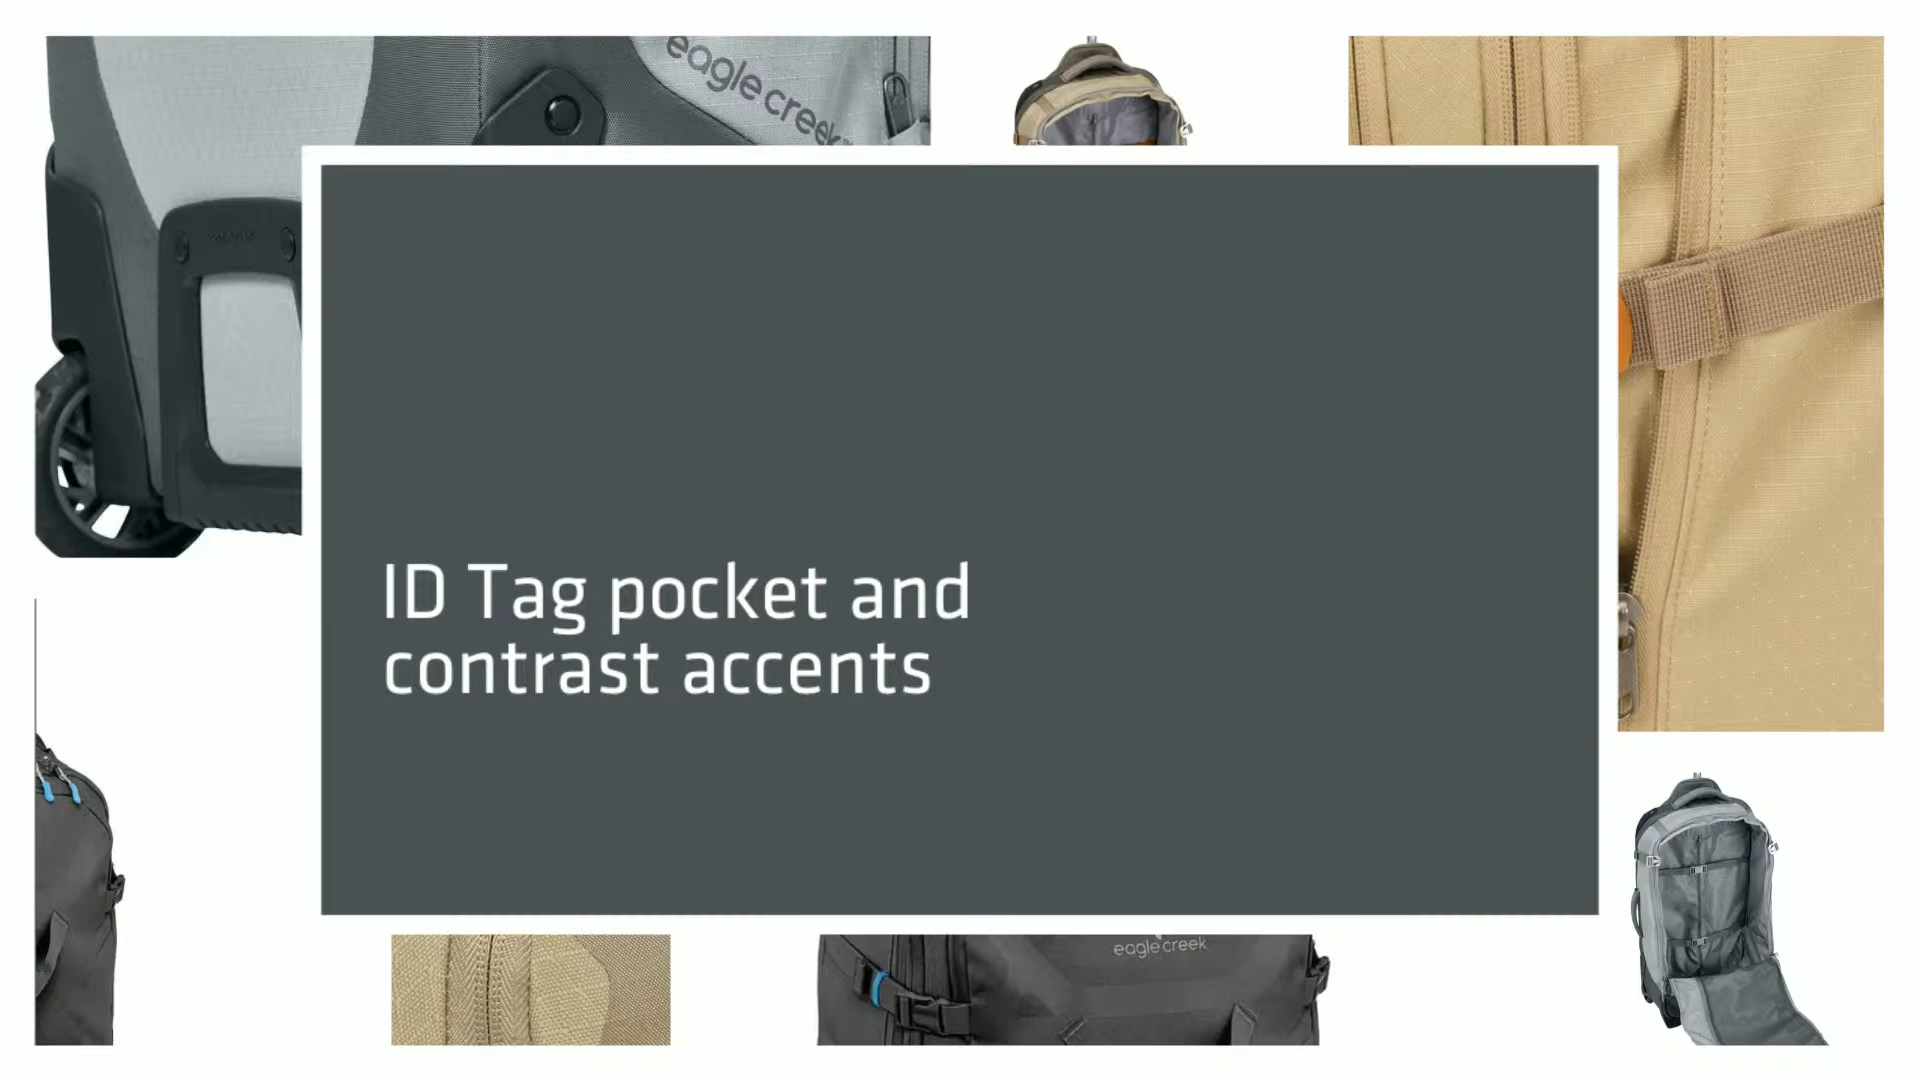 eagle creek
ID Tag pocket and
contrast accents
eagle creek